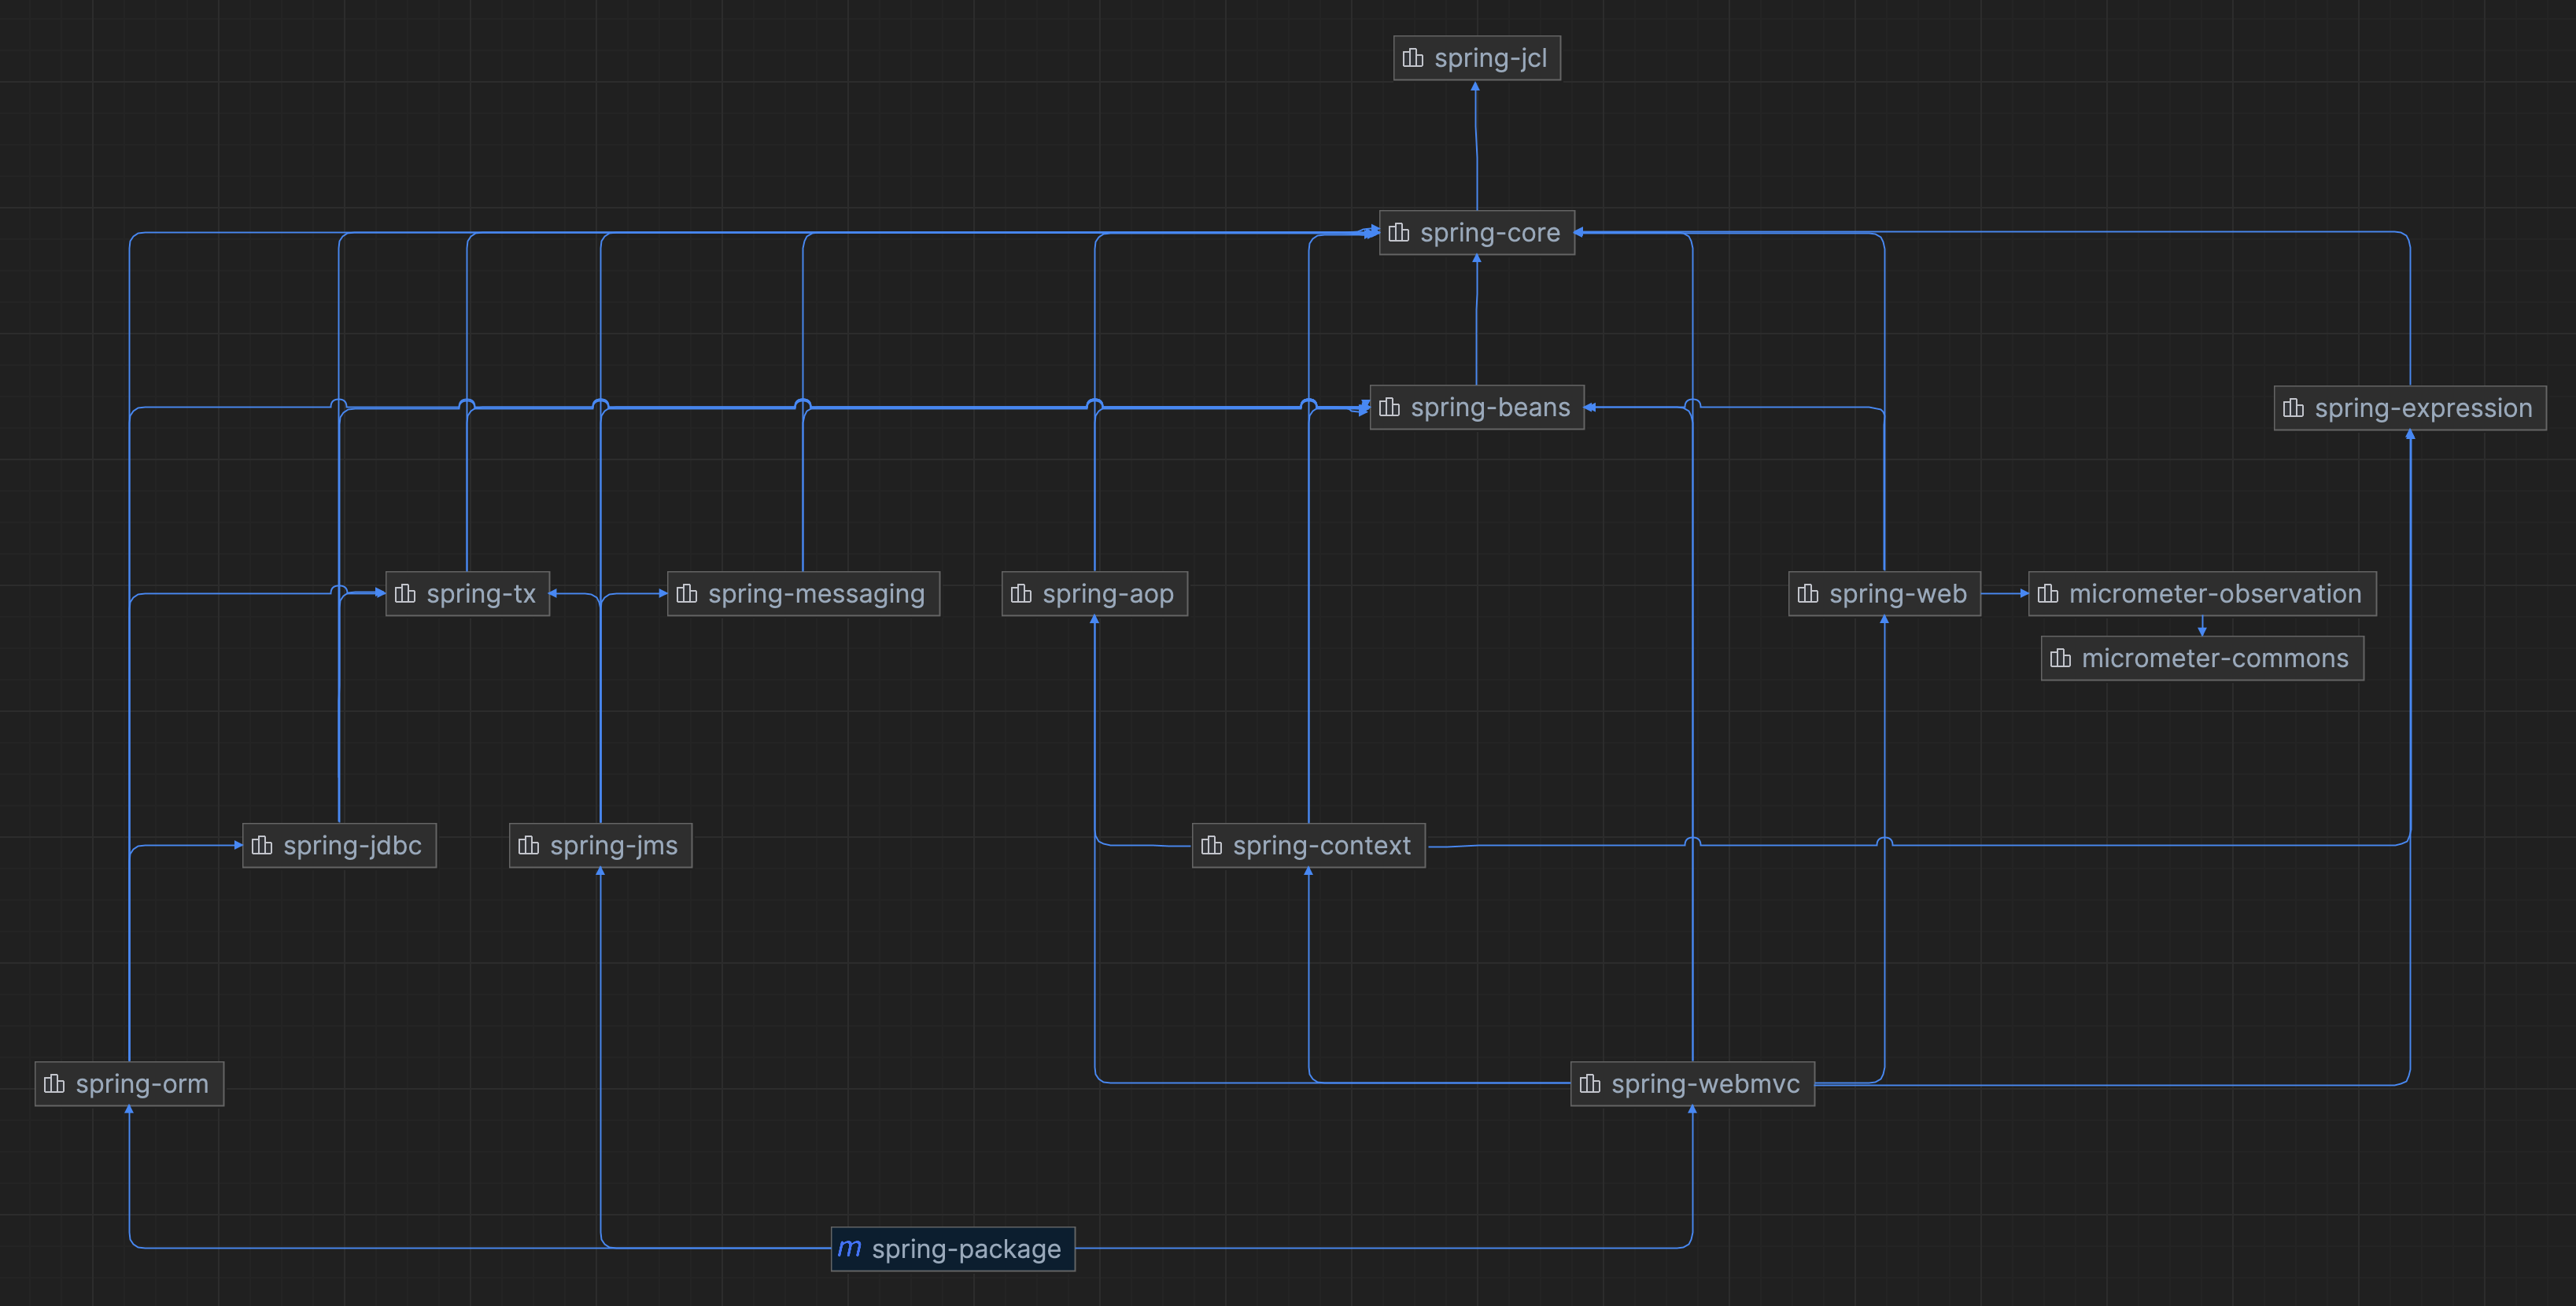 spring-jcl
spring-core
spring-beans
spring-expression
spring-tx
spring-messaging
spring-aop
spring-web
micrometer-observation
micrometer-commons
spring-jdbc
spring-jms
spring-context
spring-orm
spring-webmvc
m spring-package